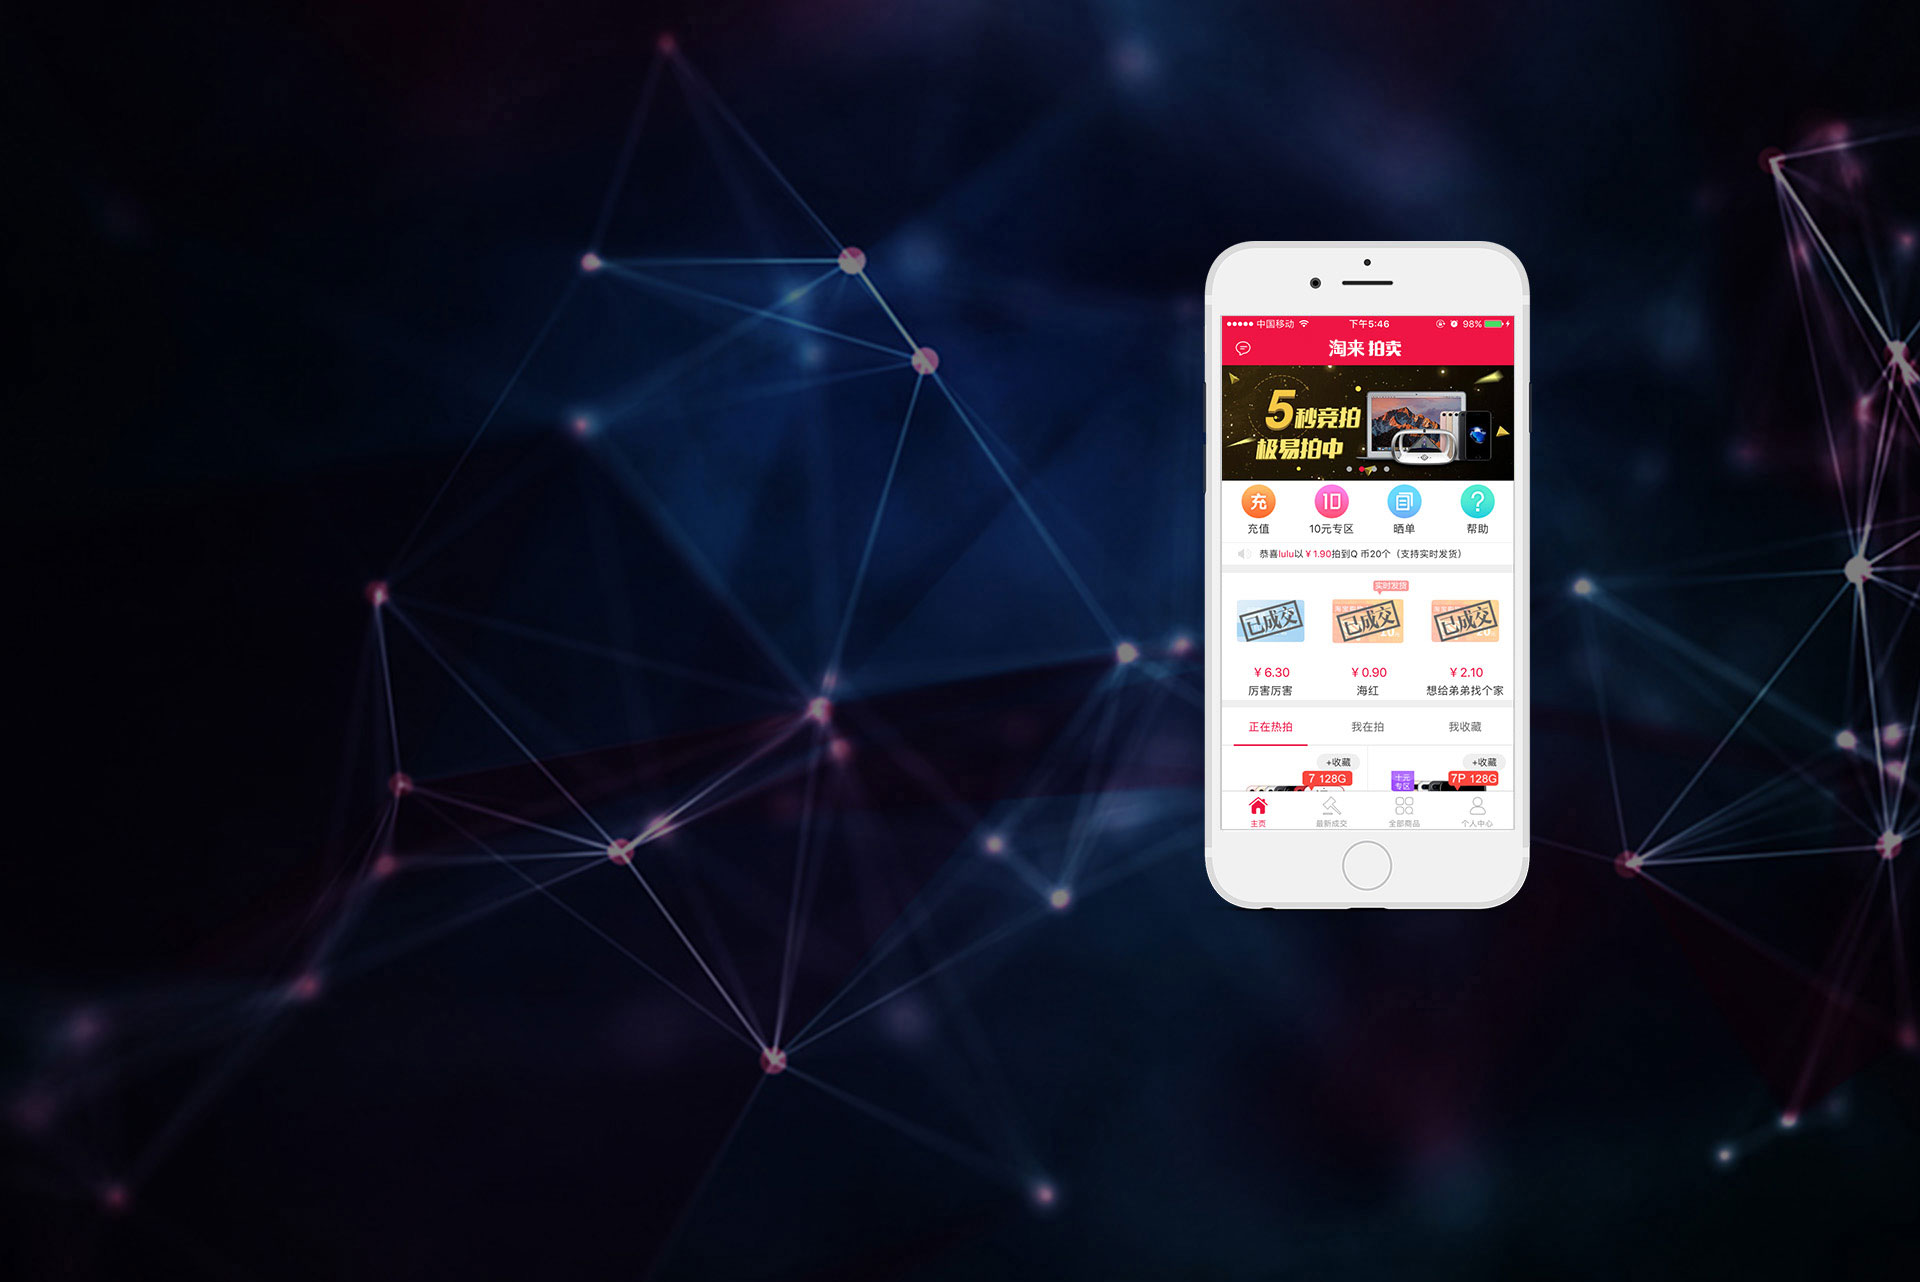 中国移动 下午5:46 98%
淘来 拍卖
5秒竞拍
极易拍中
充 10 ?
充值 10元专区 晒单 帮助
恭喜lulu以￥1.90拍到Q 币20个（支持实时发货）
实时发货
已成交 已成交 已成交
￥6.30 ￥0.90 ￥2.10
厉害厉害 海红 想给弟弟找个家
正在热拍 我在拍 我收藏
+收藏 +收藏
7 128G 十元专区 7P 128G
主页 最新成交 全部商品 个人中心